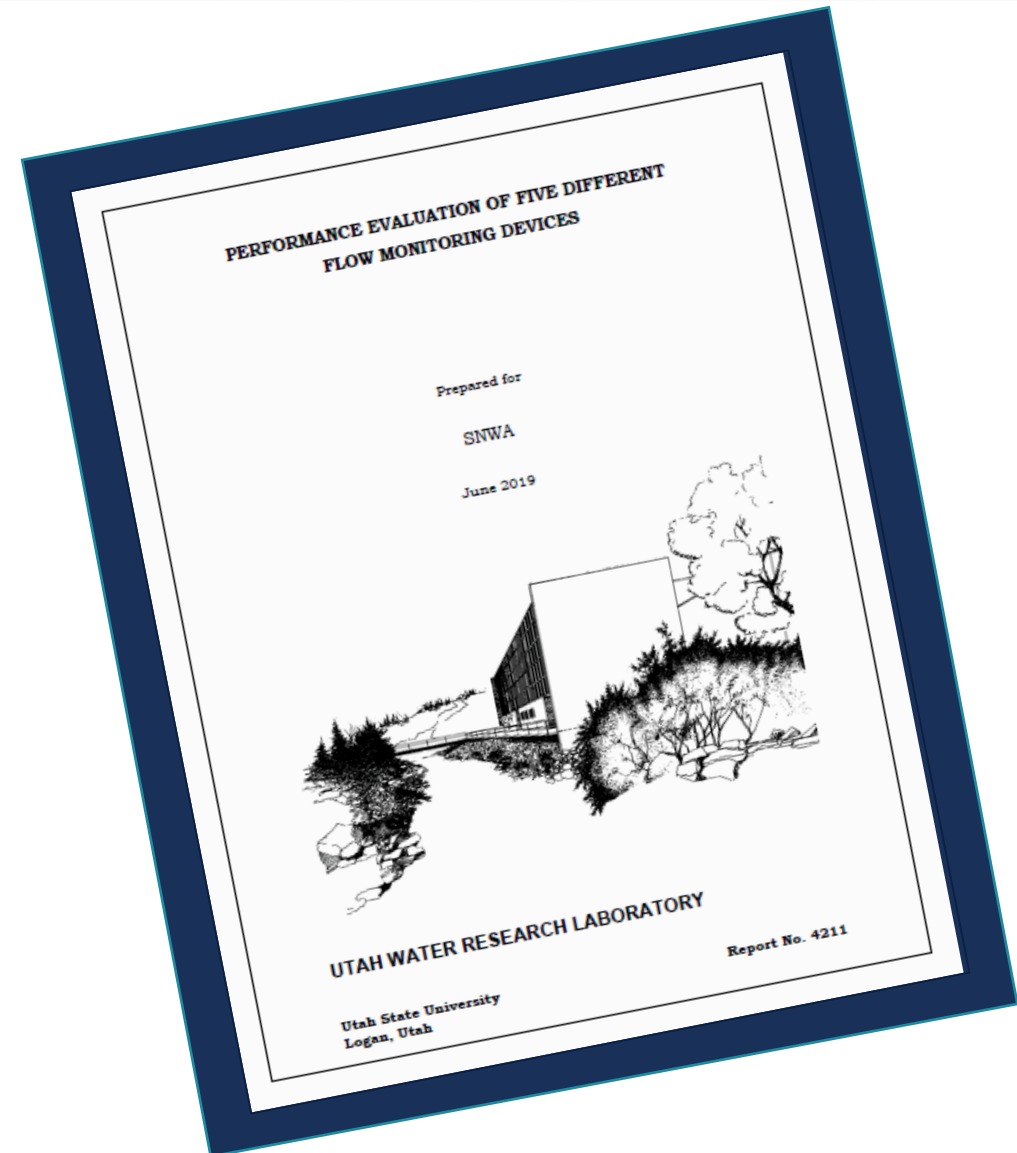 PERFORMANCE EVALUATION OF FIVE DIFFERENT
FLOW MONITORING DEVICES
Prepared for
SNWA
June 2019
UTAH WATER RESEARCH LABORATORY
Report No. 4211
Utah State University
Logan, Utah